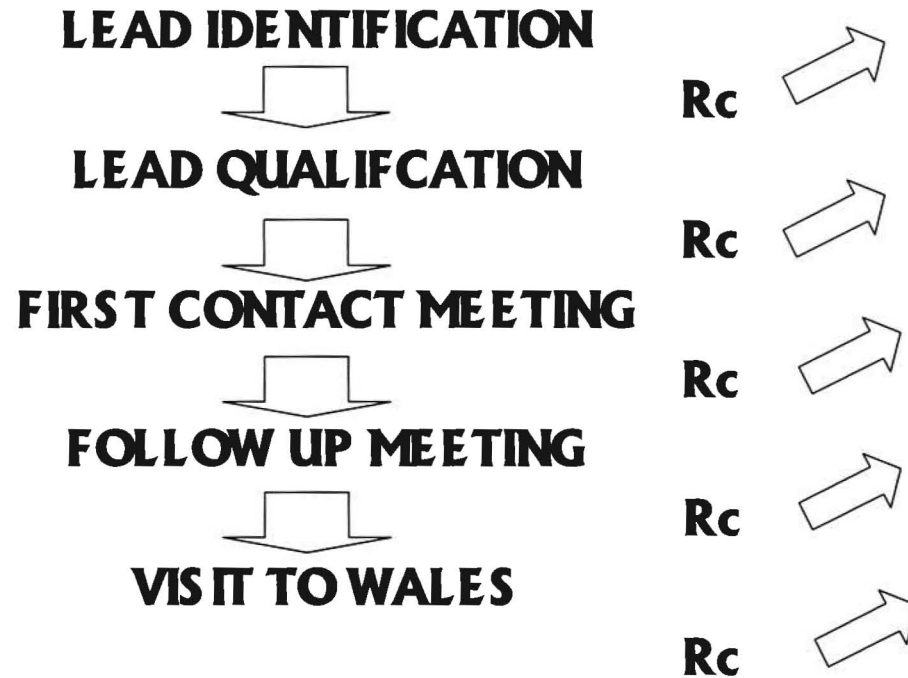 LEAD IDENTIFICATION
Rc
LEAD QUALIFCATION
Rc
FIRST CONTACT MEETING
Rc
FOLLOW UP MEETING
Rc
VISIT TO WALES
Rc